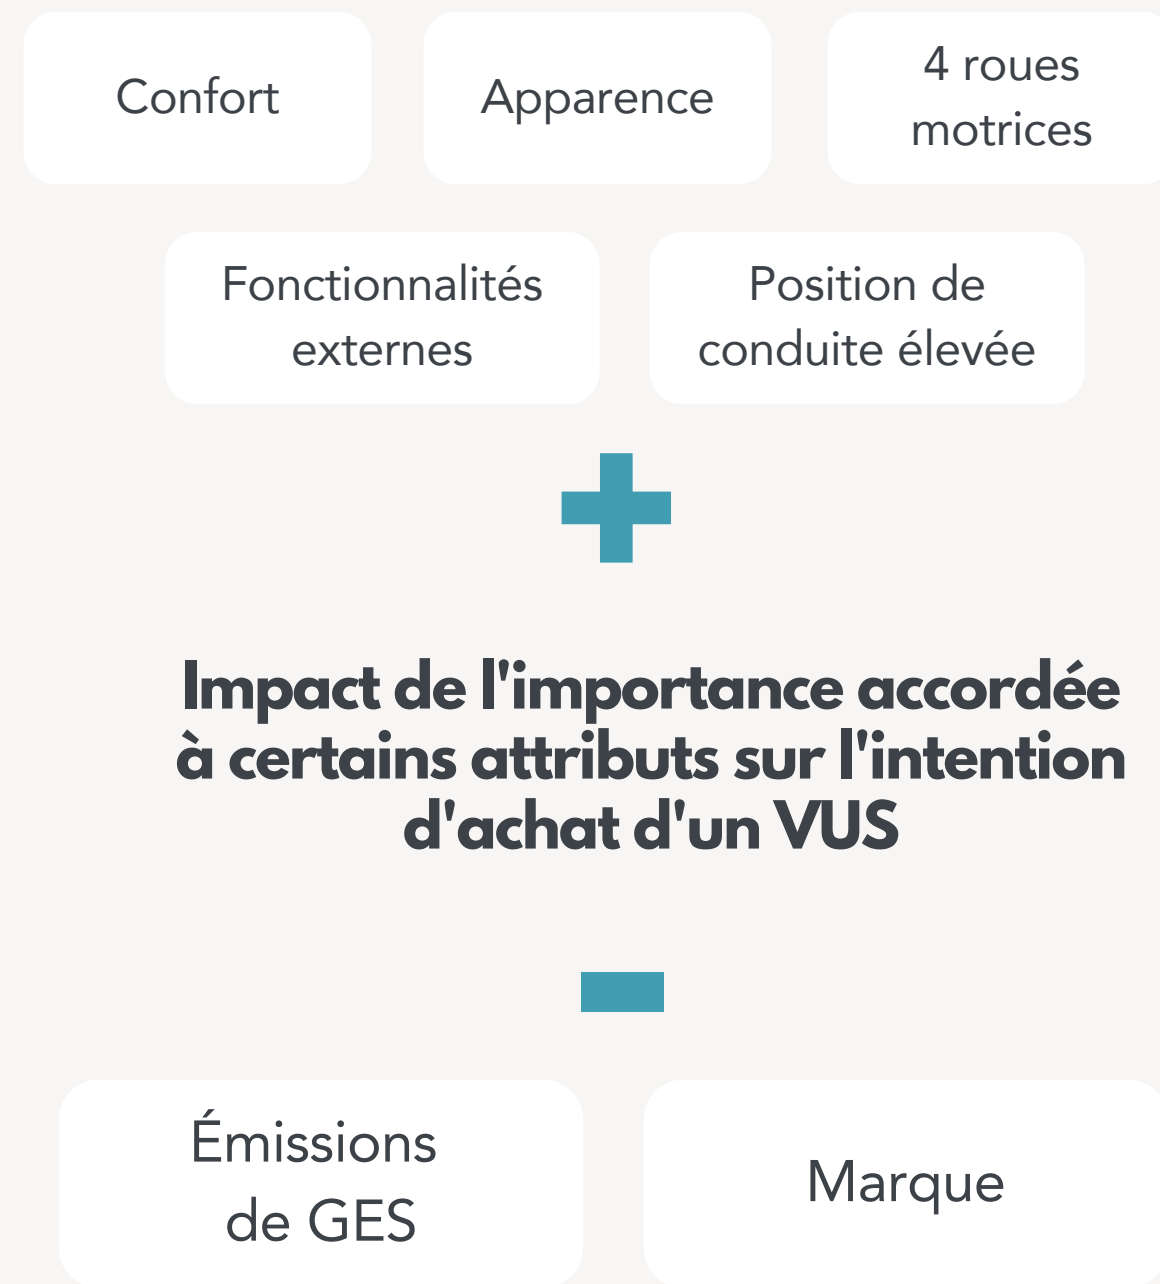 Confort
Apparence
4 roues
motrices
Fonctionnalités
externes
Position de
conduite élevée
Impact de l'importance accordée
à certains attributs sur l'intention
d'achat d'un VUS
Émissions
de GES
Marque